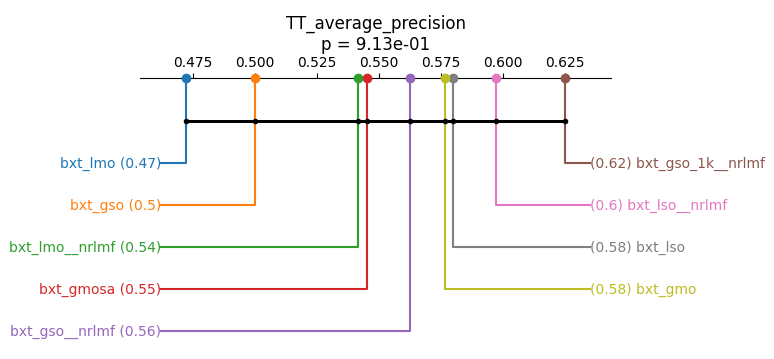 TT_average_precision
p = 9.13e-01
0.475 0.500 0.525 0.550 0.575 0.600 0.625
bxt_lmo (0.47)
(0.62) bxt_gso_1k__nrlmf
bxt_gso (0.5)
(0.6) bxt_lso__nrlmf
bxt_lmo__nrlmf (0.54)
(0.58) bxt_lso
bxt_gmosa (0.55)
(0.58) bxt_gmo
bxt_gso__nrlmf (0.56)